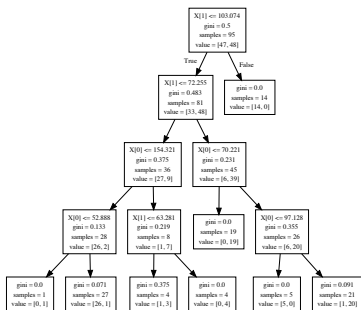 X[1] <= 103.074
gini = 0.5
samples = 95
value = [47, 48]
True
False
X[1] <= 72.255
gini = 0.483
samples = 81
value = [33, 48]
gini = 0.0
samples = 14
value = [14, 0]
X[0] <= 154.321
gini = 0.375
samples = 36
value = [27, 9]
X[0] <= 70.221
gini = 0.231
samples = 45
value = [6, 39]
X[0] <= 52.888
gini = 0.133
samples = 28
value = [26, 2]
X[1] <= 63.281
gini = 0.219
samples = 8
value = [1, 7]
gini = 0.0
samples = 19
value = [0, 19]
X[0] <= 97.128
gini = 0.355
samples = 26
value = [6, 20]
gini = 0.0
samples = 1
value = [0, 1]
gini = 0.071
samples = 27
value = [26, 1]
gini = 0.375
samples = 4
value = [1, 3]
gini = 0.0
samples = 4
value = [0, 4]
gini = 0.0
samples = 5
value = [5, 0]
gini = 0.091
samples = 21
value = [1, 20]